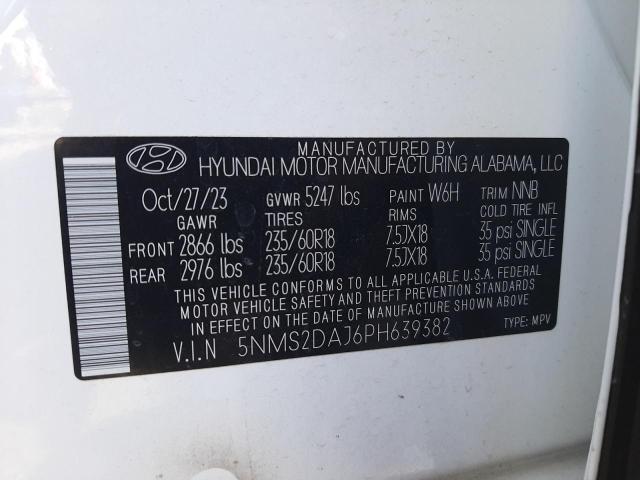 MANUFACTURED BY
HYUNDAI MOTOR MANUFACTURING ALABAMA, LLC
Oct/27/23 GVWR 5247 lbs PAINT W6H TRIM NNB
GAWR TIRES RIMS COLD TIRE INFL
FRONT 2866 lbs 235/60R18 7.5JX18 35 psi SINGLE
REAR 2976 lbs 235/60R18 7.5JX18 35 psi SINGLE
THIS VEHICLE CONFORMS TO ALL APPLICABLE U.S.A. FEDERAL
MOTOR VEHICLE SAFETY AND THEFT PREVENTION STANDARDS
IN EFFECT ON THE DATE OF MANUFACTURE SHOWN ABOVE.
V.I.N 5NMS2DAJ6PH639382 TYPE: MPV